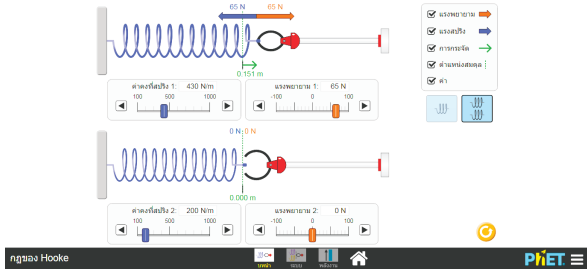 65 N 65 N
แรงพยายาม
แรงสปริง
การกระจัด
ตำแหน่งสมดุล
ค่า
0.151 m
ค่าคงที่สปริง 1: 430 N/m
100 500 1000
แรงพยายาม 1: 65 N
-100 0 100
0 N 0 N
0.000 m
ค่าคงที่สปริง 2: 200 N/m
100 500 1000
แรงพยายาม 2: 0 N
-100 0 100
กฎของ Hooke
บทนำ ระบบ พลังงาน
PhET